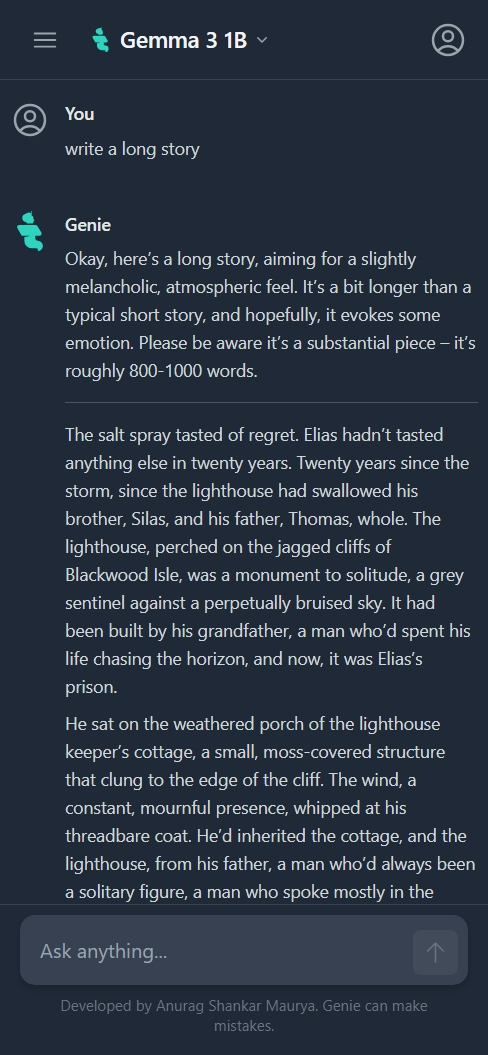 Gemma 3 1B
You
write a long story
Genie
Okay, here’s a long story, aiming for a slightly
melancholic, atmospheric feel. It’s a bit longer than a
typical short story, and hopefully, it evokes some
emotion. Please be aware it’s a substantial piece – it’s
roughly 800-1000 words.
The salt spray tasted of regret. Elias hadn’t tasted
anything else in twenty years. Twenty years since the
storm, since the lighthouse had swallowed his
brother, Silas, and his father, Thomas, whole. The
lighthouse, perched on the jagged cliffs of
Blackwood Isle, was a monument to solitude, a grey
sentinel against a perpetually bruised sky. It had
been built by his grandfather, a man who’d spent his
life chasing the horizon, and now, it was Elias’s
prison.
He sat on the weathered porch of the lighthouse
keeper’s cottage, a small, moss-covered structure
that clung to the edge of the cliff. The wind, a
constant, mournful presence, whipped at his
threadbare coat. He’d inherited the cottage, and the
lighthouse, from his father, a man who’d always been
a solitary figure, a man who spoke mostly in the
Ask anything...
Developed by Anurag Shankar Maurya. Genie can make
mistakes.